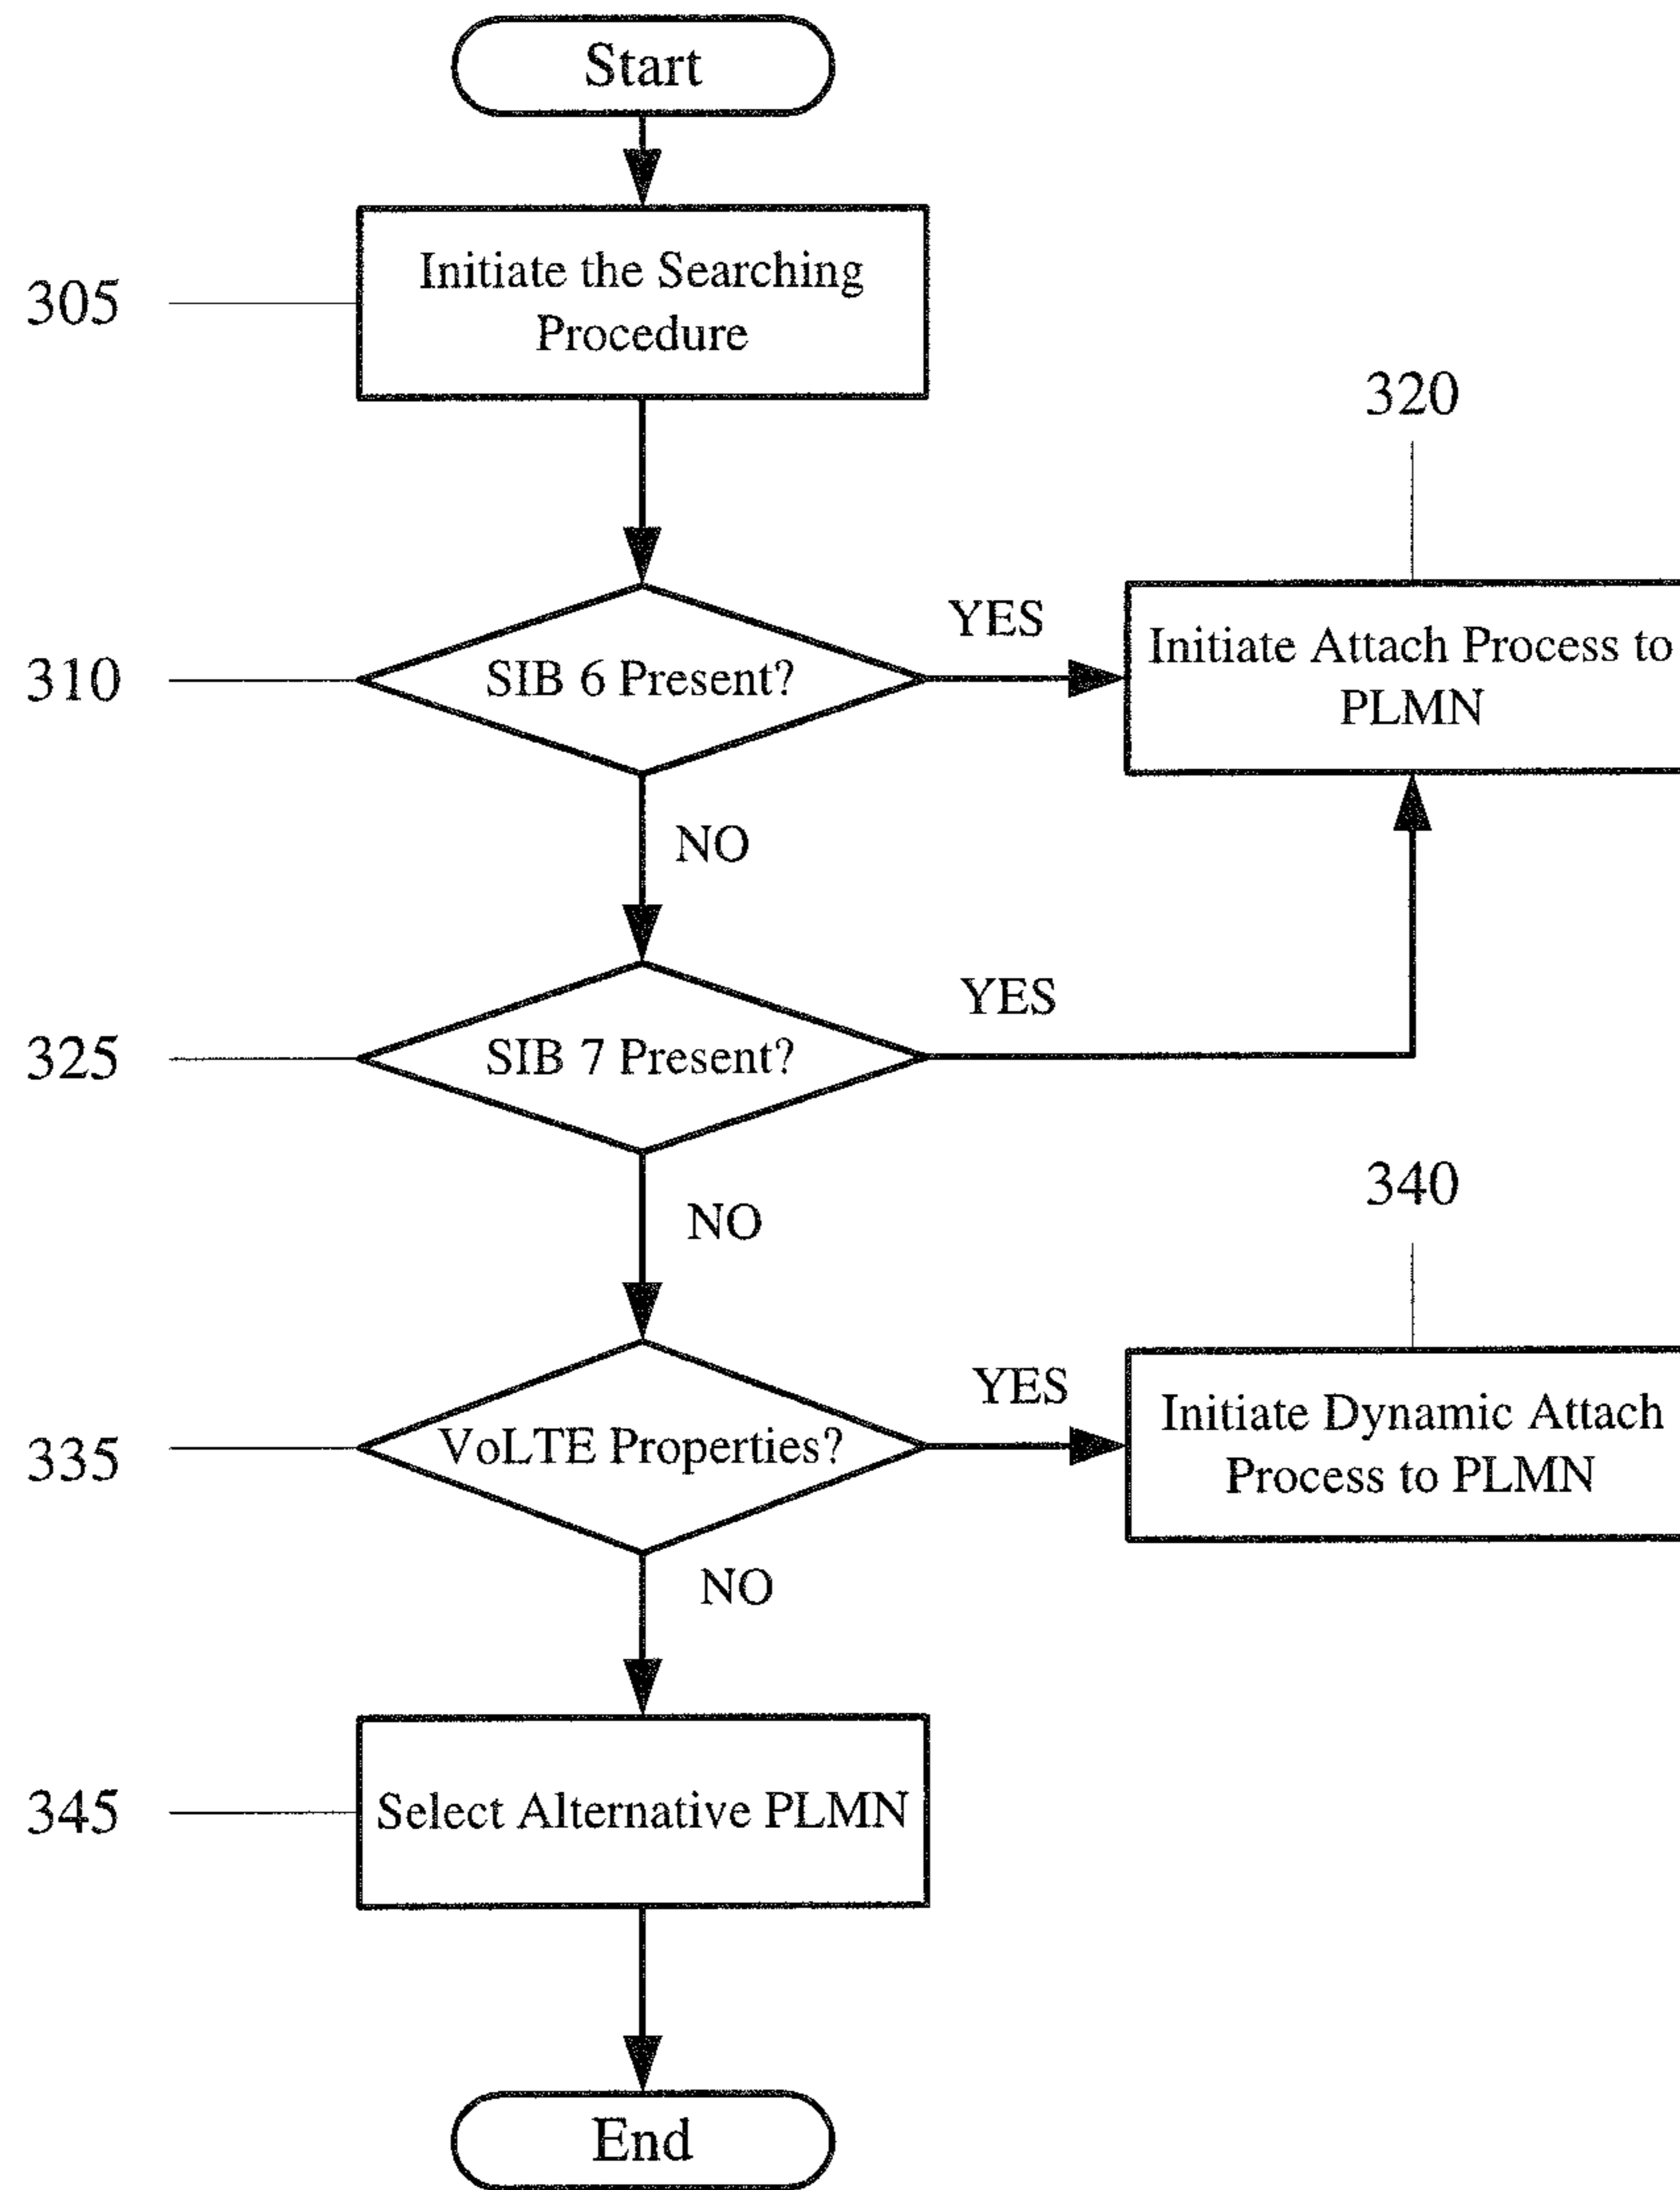 Start
305
Initiate the Searching
Procedure
320
310
SIB 6 Present?
YES
Initiate Attach Process to
PLMN
NO
325
SIB 7 Present?
YES
NO
340
335
VoLTE Properties?
YES
Initiate Dynamic Attach
Process to PLMN
NO
345
Select Alternative PLMN
End